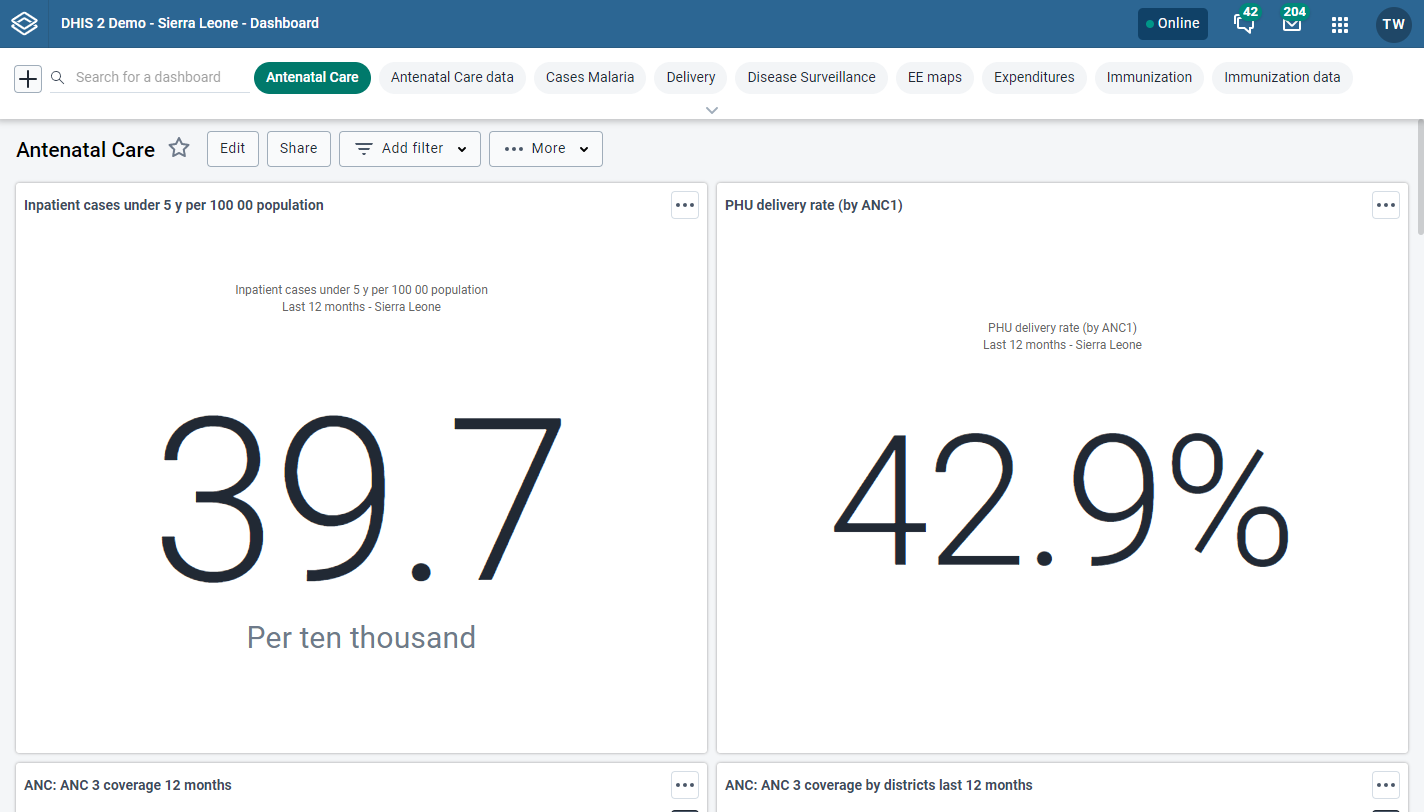 DHIS 2 Demo - Sierra Leone - Dashboard
Online
42
204
TW
Search for a dashboard
Antenatal Care
Antenatal Care data
Cases Malaria
Delivery
Disease Surveillance
EE maps
Expenditures
Immunization
Immunization data
Antenatal Care
Edit
Share
Add filter
More
Inpatient cases under 5 y per 100 00 population
Inpatient cases under 5 y per 100 00 population
Last 12 months - Sierra Leone
39.7
Per ten thousand
PHU delivery rate (by ANC1)
PHU delivery rate (by ANC1)
Last 12 months - Sierra Leone
42.9%
ANC: ANC 3 coverage 12 months
ANC: ANC 3 coverage by districts last 12 months